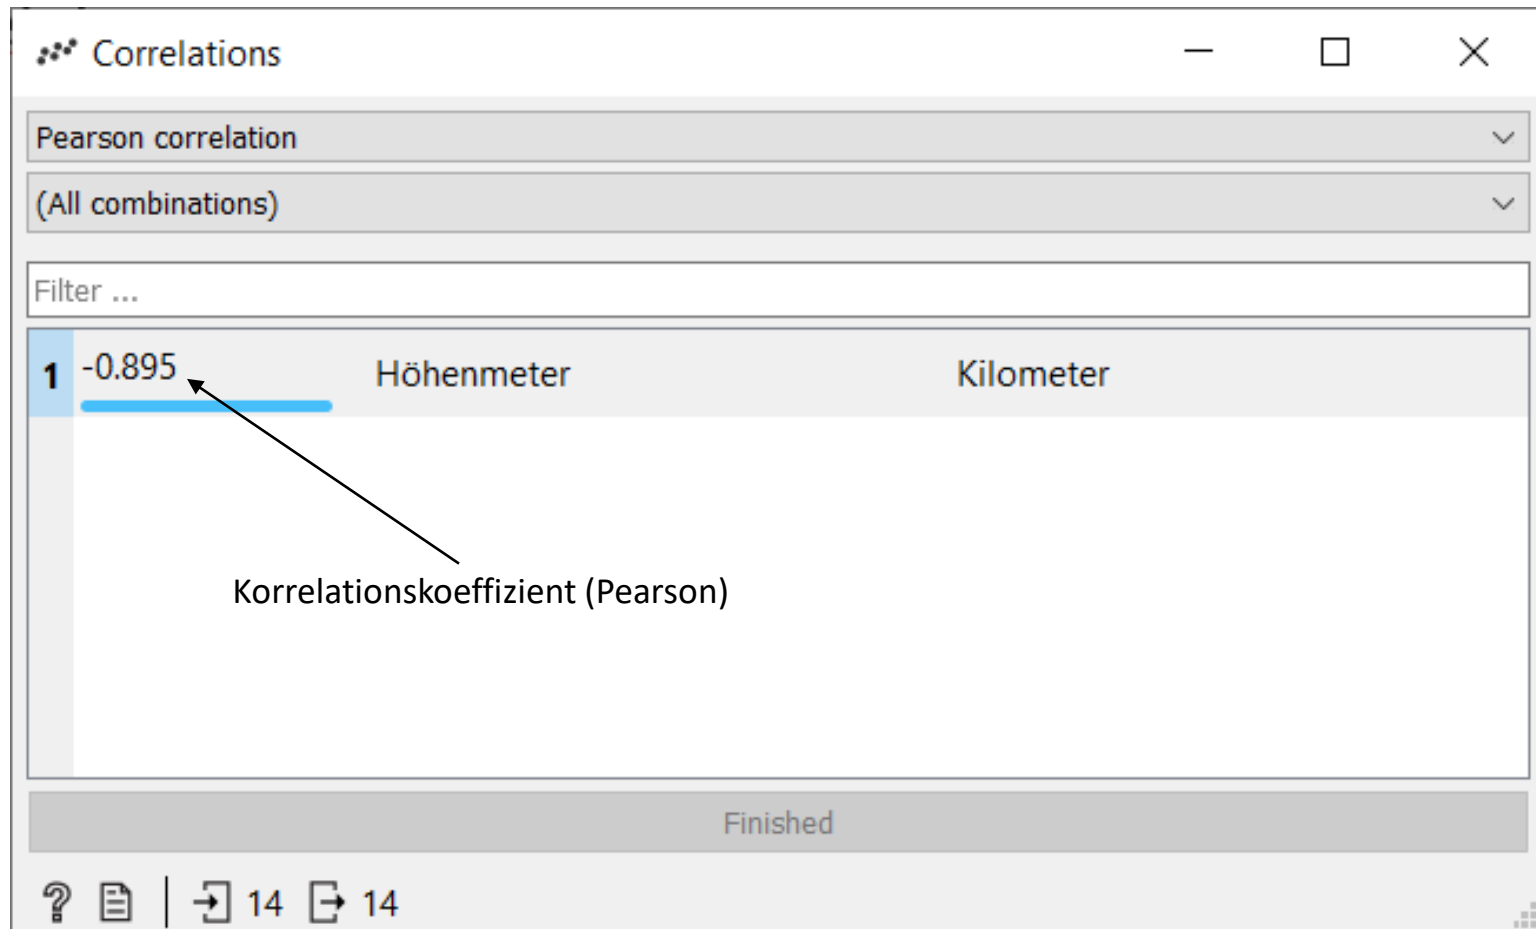 Correlations
Pearson correlation
(All combinations)
Filter ...
1 -0.895 Höhenmeter Kilometer
Korrelationskoeffizient (Pearson)
Finished
? 14 14